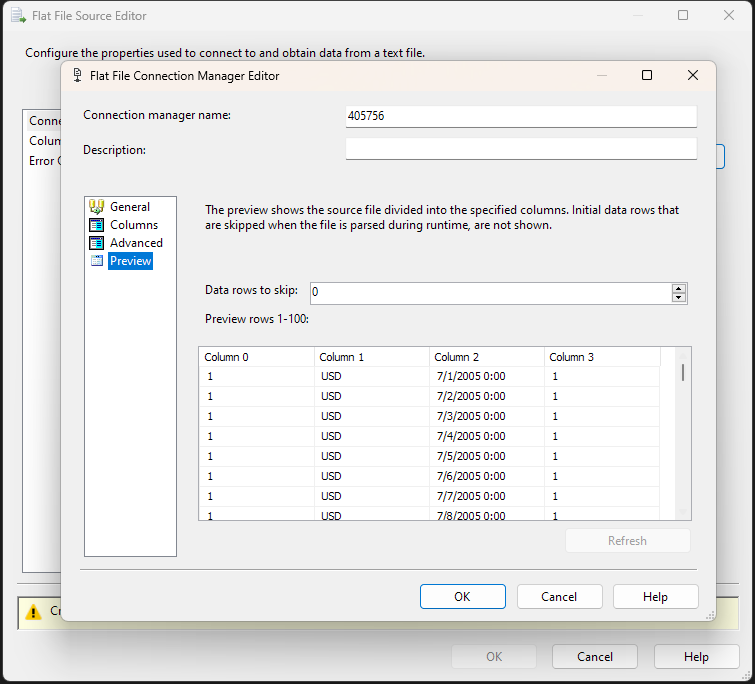 Flat File Source Editor
Configure the properties used to connect to and obtain data from a text file.
Flat File Connection Manager Editor
Connection manager name:
405756
Description:
General
Columns
Advanced
Preview
The preview shows the source file divided into the specified columns. Initial data rows that
are skipped when the file is parsed during runtime, are not shown.
Data rows to skip:
0
Preview rows 1-100:
Column 0 Column 1 Column 2 Column 3
1 USD 7/1/2005 0:00 1
1 USD 7/2/2005 0:00 1
1 USD 7/3/2005 0:00 1
1 USD 7/4/2005 0:00 1
1 USD 7/5/2005 0:00 1
1 USD 7/6/2005 0:00 1
1 USD 7/7/2005 0:00 1
1 USD 7/8/2005 0:00 1
Refresh
OK Cancel Help
OK Cancel Help